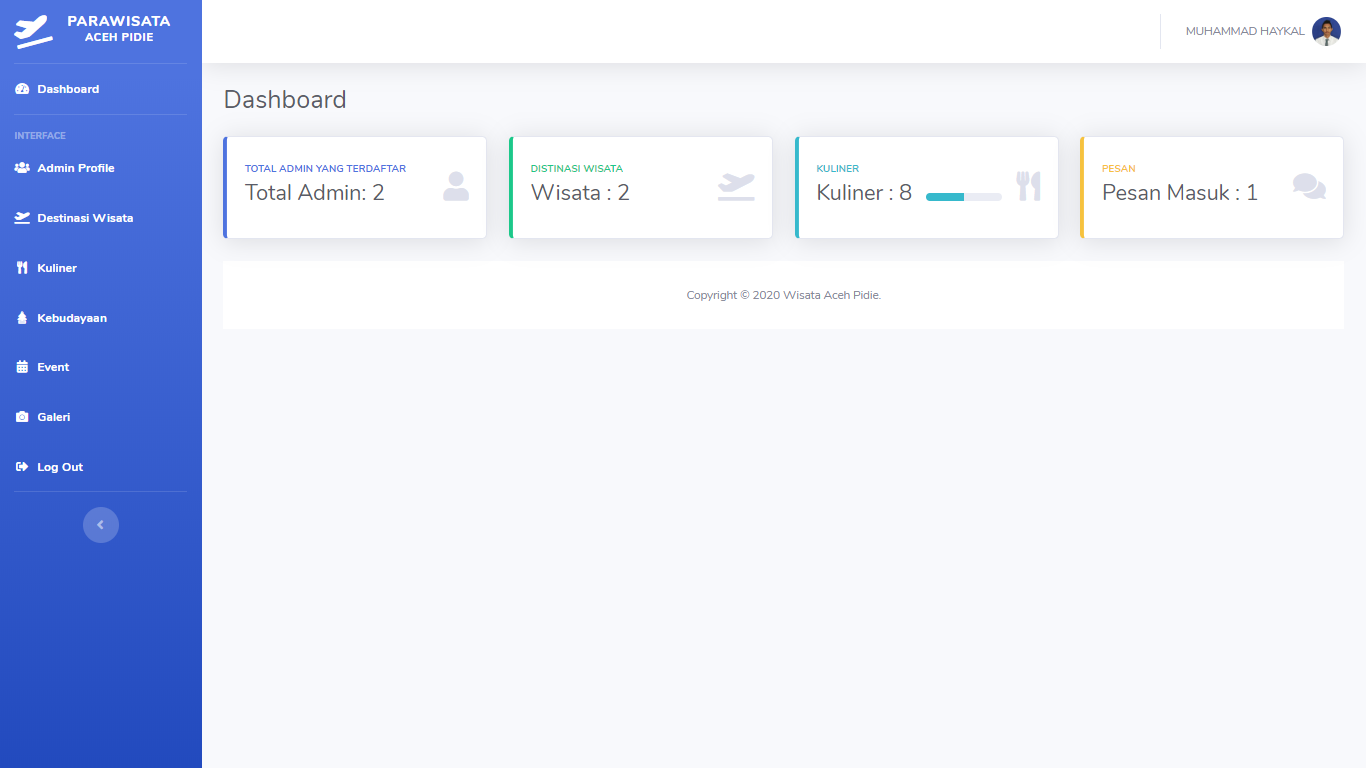 PARAWISATA
ACEH PIDIE
MUHAMMAD HAYKAL
Dashboard
INTERFACE
Admin Profile
Destinasi Wisata
Kuliner
Kebudayaan
Event
Galeri
Log Out
Dashboard
TOTAL ADMIN YANG TERDAFTAR
Total Admin: 2
DISTINASI WISATA
Wisata : 2
KULINER
Kuliner : 8
PESAN
Pesan Masuk : 1
Copyright © 2020 Wisata Aceh Pidie.